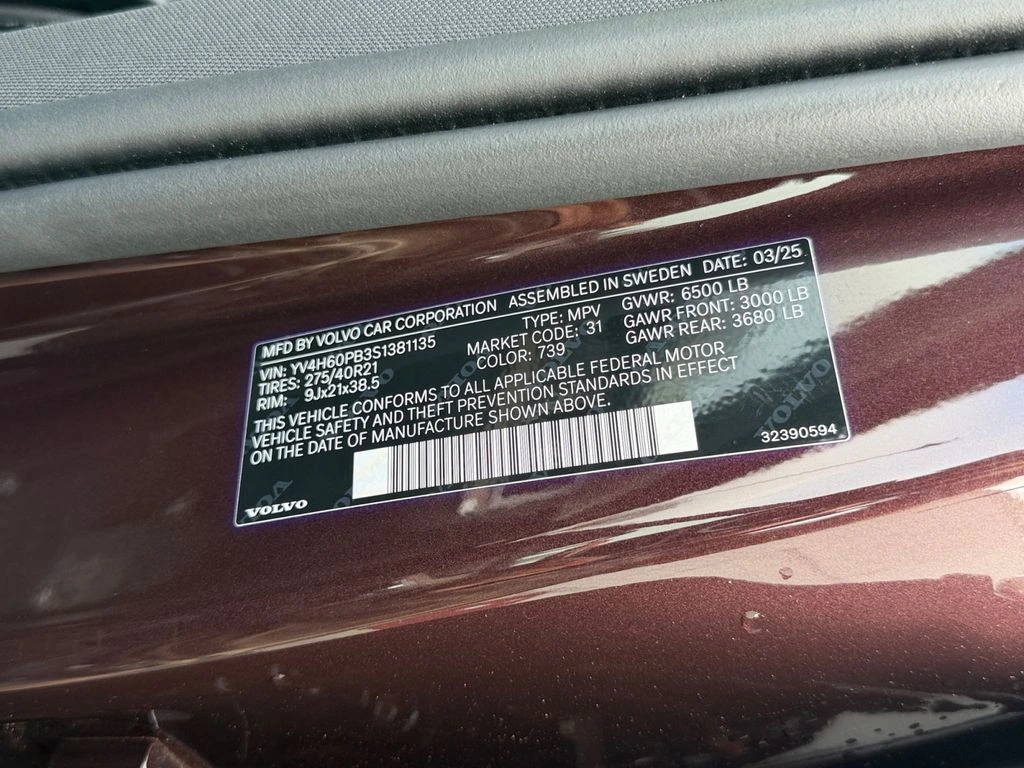 MFD BY VOLVO CAR CORPORATION ASSEMBLED IN SWEDEN DATE: 03/25
VIN: YV4H60PB3S1381135 TYPE: MPV GVWR: 6500 LB
TIRES: 275/40R21 MARKET CODE: 31 GAWR FRONT: 3000 LB
RIM: 9Jx21x38.5 COLOR: 739 GAWR REAR: 3680 LB
THIS VEHICLE CONFORMS TO ALL APPLICABLE FEDERAL MOTOR
VEHICLE SAFETY AND THEFT PREVENTION STANDARDS IN EFFECT
ON THE DATE OF MANUFACTURE SHOWN ABOVE.
32390594
VOLVO